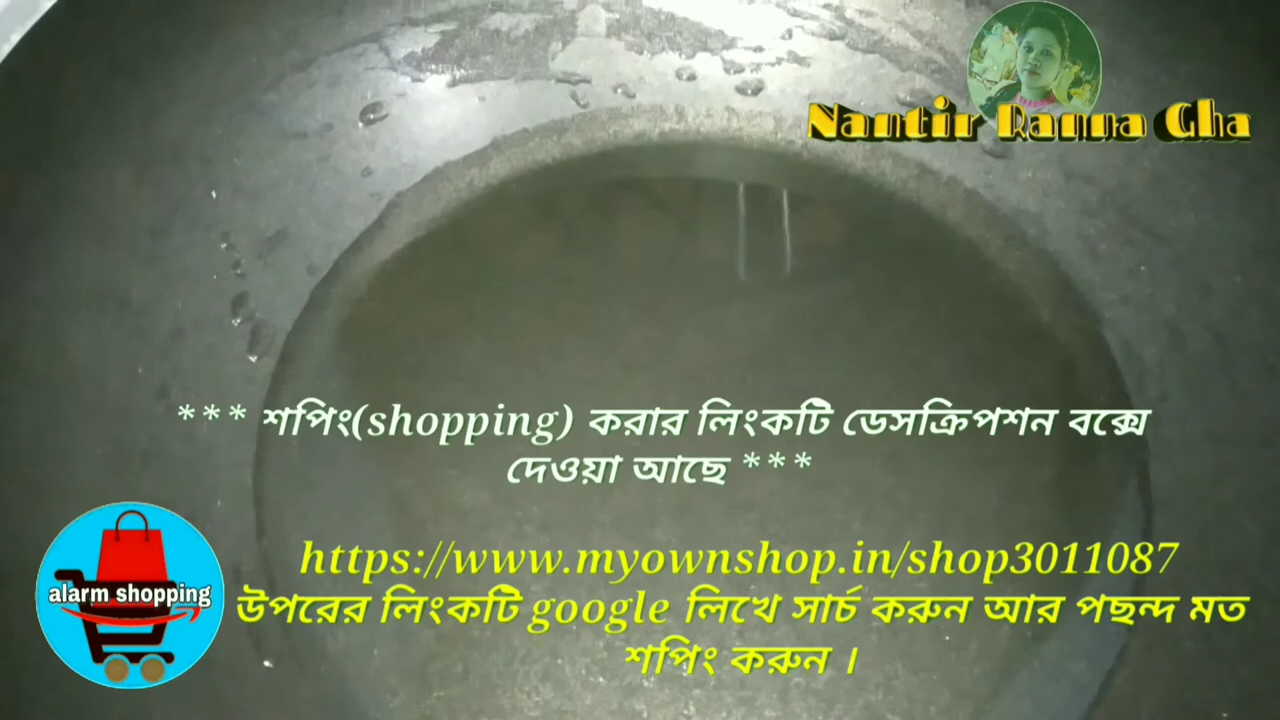 Nantir Ranna Gha
*** শপিং(shopping) করার লিংকটি ডেসক্রিপশন বক্সে
দেওয়া আছে ***
alarm shopping
https://www.myownshop.in/shop3011087
উপরের লিংকটি google লিখে সার্চ করুন আর পছন্দ মত
শপিং করুন ।